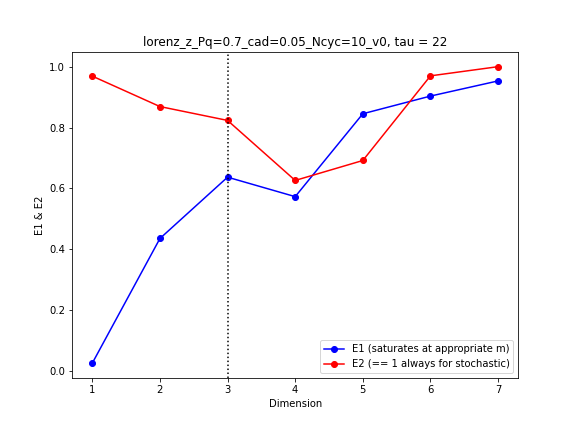 lorenz_z_Pq=0.7_cad=0.05_Ncyc=10_v0, tau = 22
1.0
0.8
0.6
0.4
0.2
0.0
E1 & E2
E1 (saturates at appropriate m)
E2 (== 1 always for stochastic)
1 2 3 4 5 6 7
Dimension